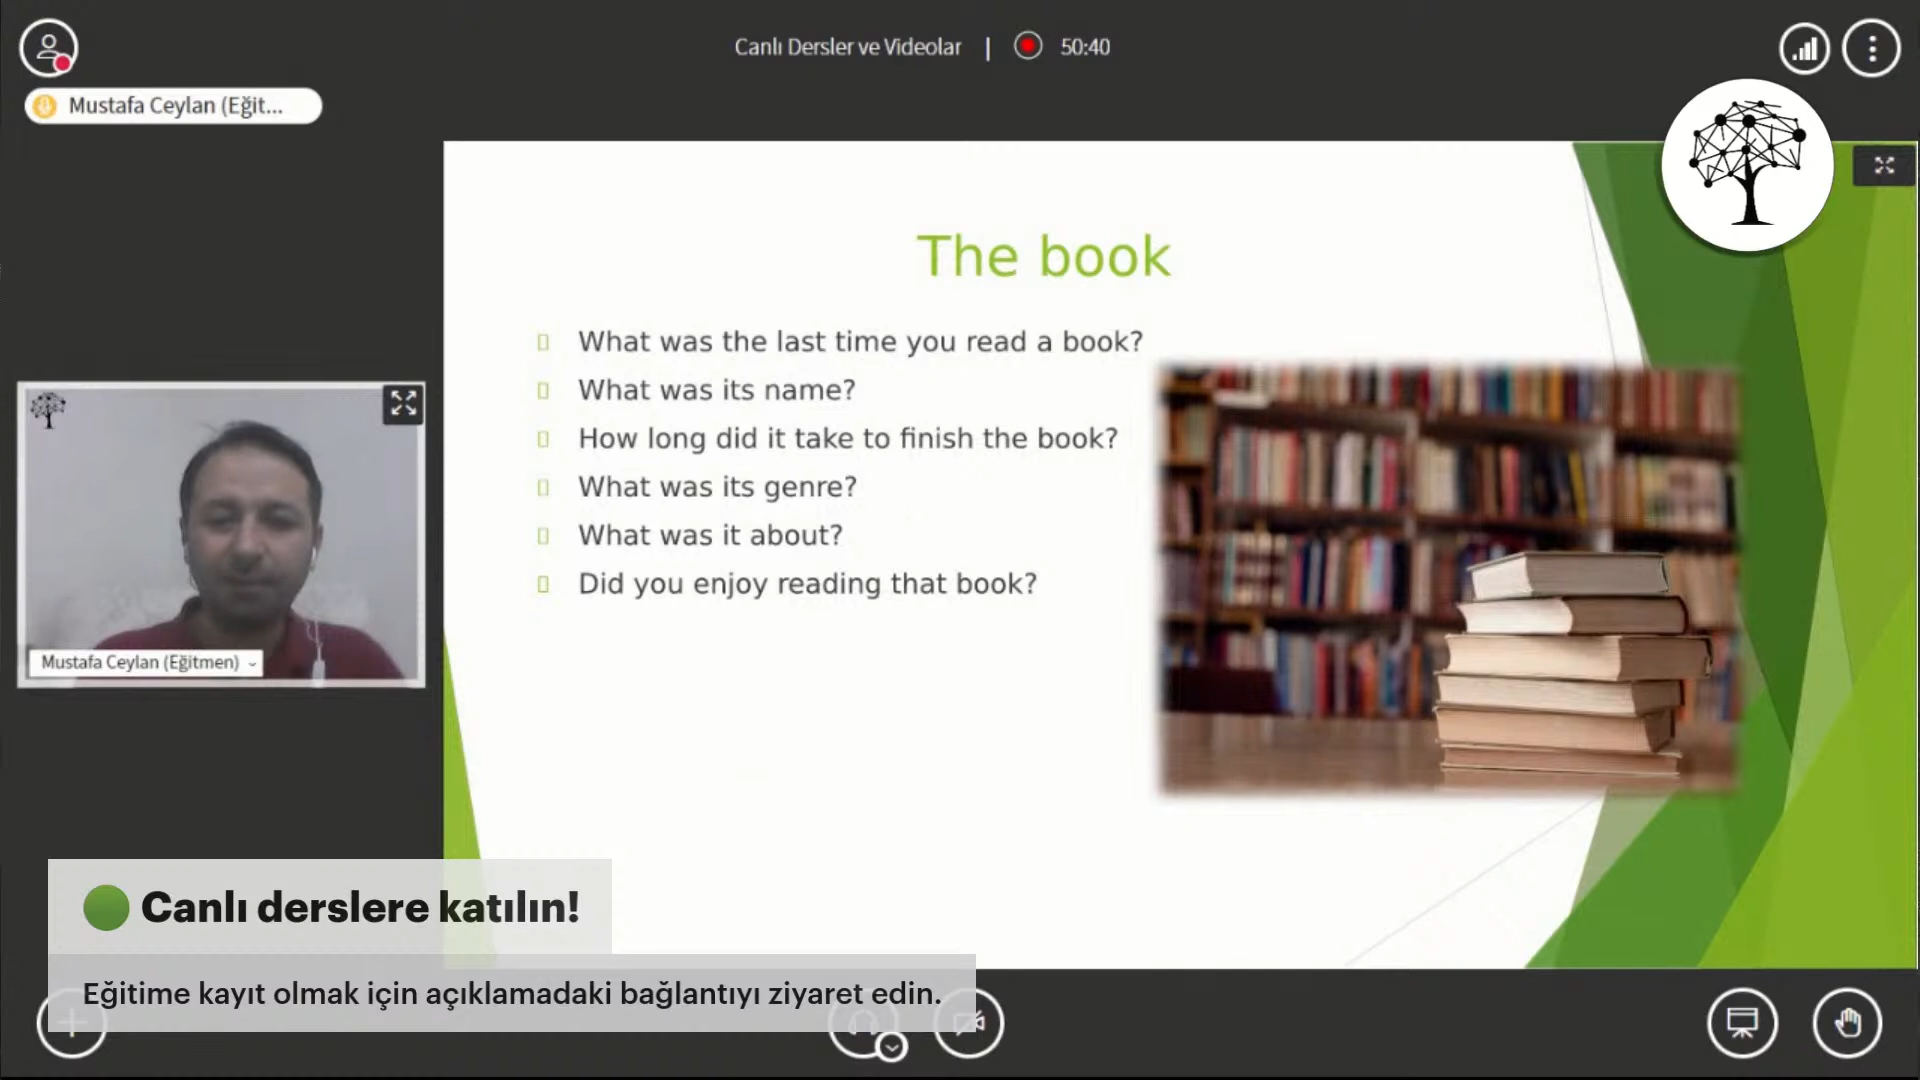 Canlı Dersler ve Videolar | 50:40
Mustafa Ceylan (Eğit...
The book
What was the last time you read a book?
What was its name?
How long did it take to finish the book?
What was its genre?
What was it about?
Did you enjoy reading that book?
Mustafa Ceylan (Eğitmen)
Canlı derslere katılın!
Eğitime kayıt olmak için açıklamadaki bağlantıyı ziyaret edin.